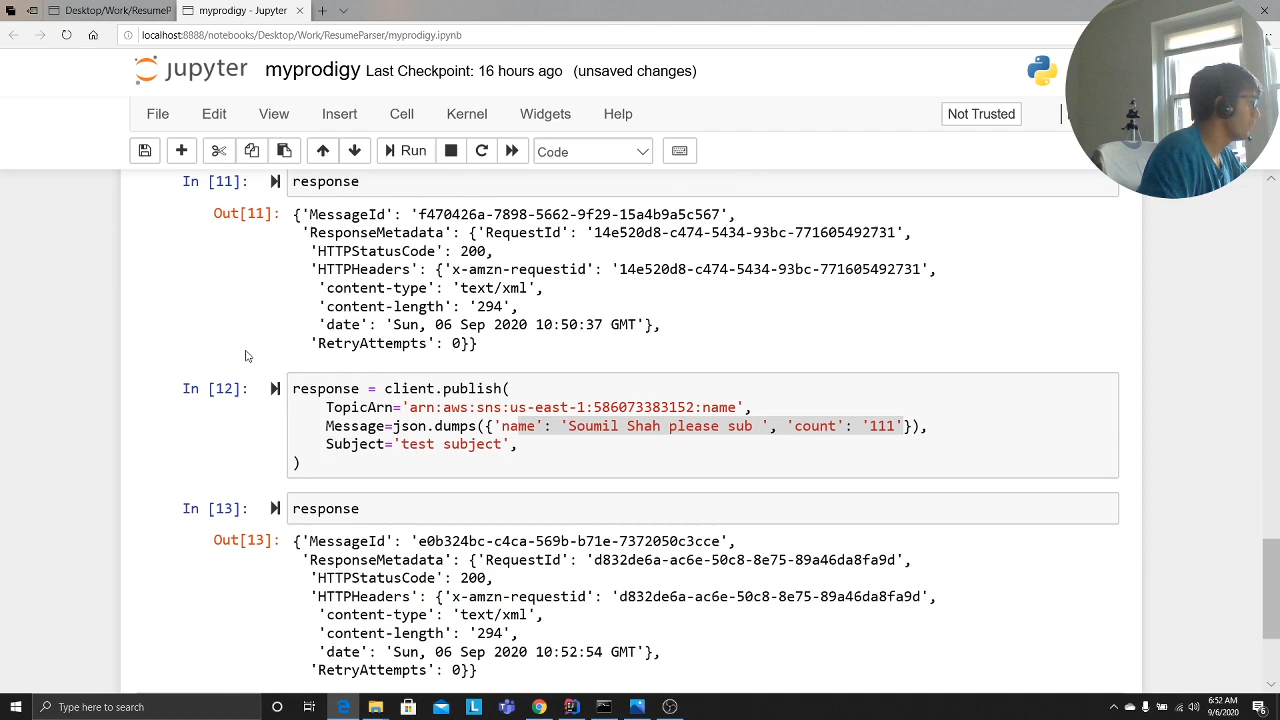 Desktop/Work/ResumeP
myprodigy - Jupyter
localhost:8888/notebooks/Desktop/Work/ResumeParser/myprodigy.ipynb
jupyter myprodigy Last Checkpoint: 16 hours ago (unsaved changes)
File Edit View Insert Cell Kernel Widgets Help Not Trusted
Run Code
In [11]: response
Out[11]: {'MessageId': 'f470426a-7898-5662-9f29-15a4b9a5c567',
'ResponseMetadata': {'RequestId': '14e520d8-c474-5434-93bc-771605492731',
'HTTPStatusCode': 200,
'HTTPHeaders': {'x-amzn-requestid': '14e520d8-c474-5434-93bc-771605492731',
'content-type': 'text/xml',
'content-length': '294',
'date': 'Sun, 06 Sep 2020 10:50:37 GMT'},
'RetryAttempts': 0}}
In [12]: response = client.publish(
TopicArn='arn:aws:sns:us-east-1:586073383152:name',
Message=json.dumps({'name': 'Soumil Shah please sub ', 'count': '111'}),
Subject='test subject',
)
In [13]: response
Out[13]: {'MessageId': 'e0b324bc-c4ca-569b-b71e-7372050c3cce',
'ResponseMetadata': {'RequestId': 'd832de6a-ac6e-50c8-8e75-89a46da8fa9d',
'HTTPStatusCode': 200,
'HTTPHeaders': {'x-amzn-requestid': 'd832de6a-ac6e-50c8-8e75-89a46da8fa9d',
'content-type': 'text/xml',
'content-length': '294',
'date': 'Sun, 06 Sep 2020 10:52:54 GMT'},
'RetryAttempts': 0}}
Type here to search
6:52 AM
9/6/2020